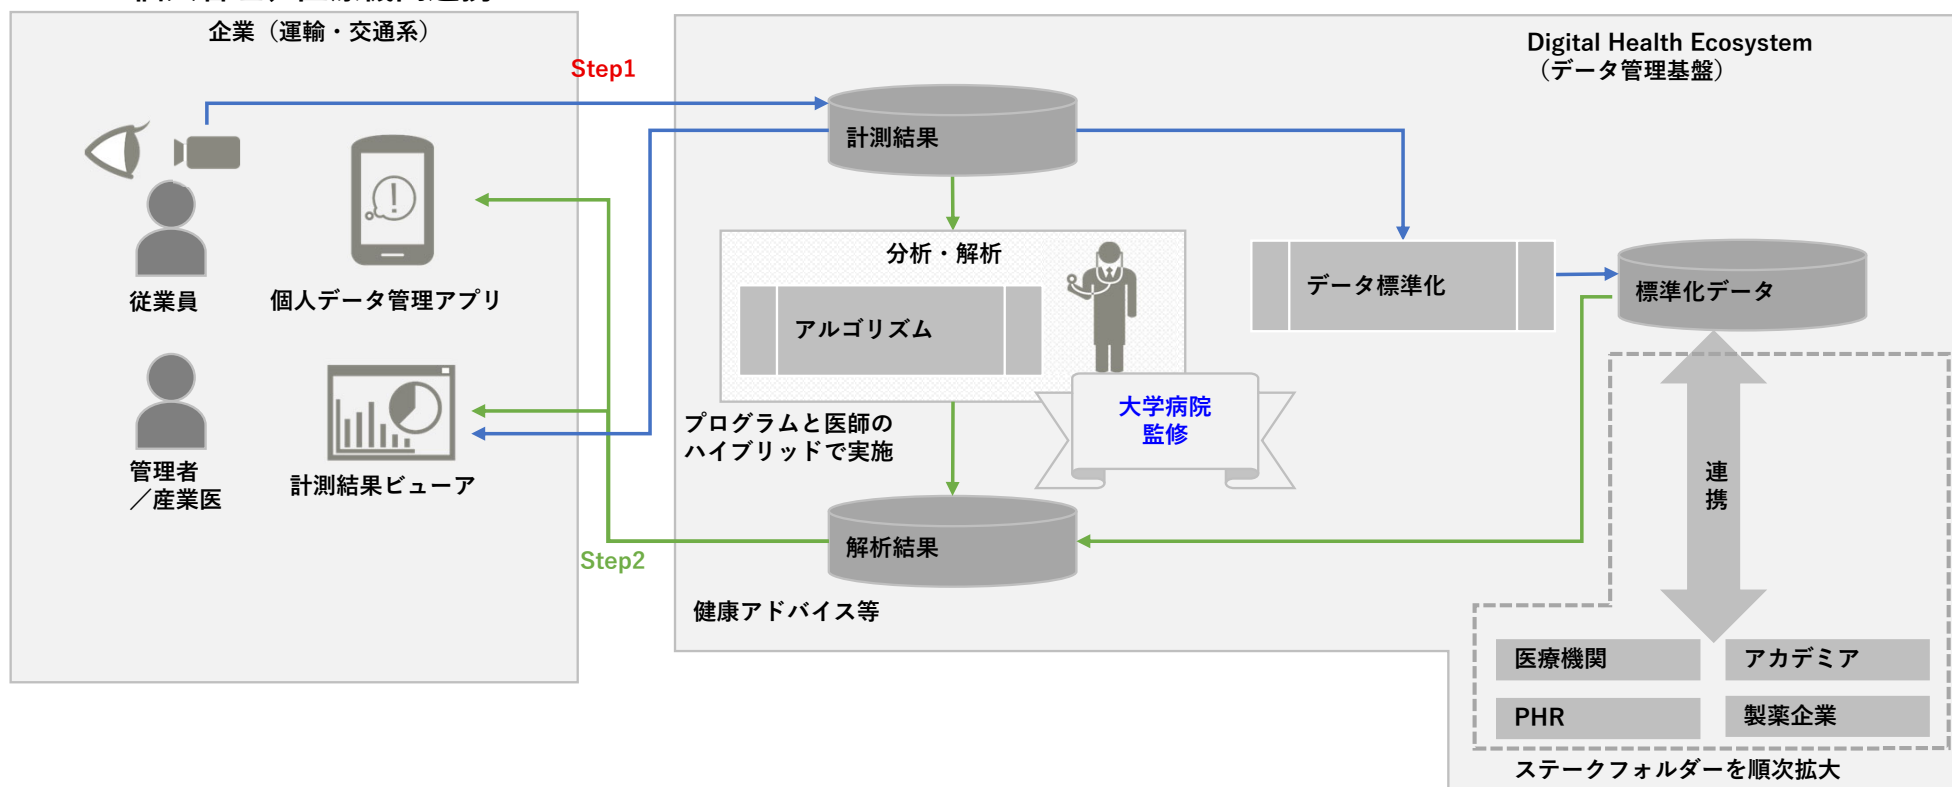 企業（運輸・交通系）
Step1
Digital Health Ecosystem
（データ管理基盤）
計測結果
分析・解析
アルゴリズム
データ標準化
標準化データ
従業員
個人データ管理アプリ
大学病院
監修
プログラムと医師の
ハイブリッドで実施
管理者
／産業医
計測結果ビューア
連
携
解析結果
Step2
健康アドバイス等
医療機関
アカデミア
PHR
製薬企業
ステークフォルダーを順次拡大